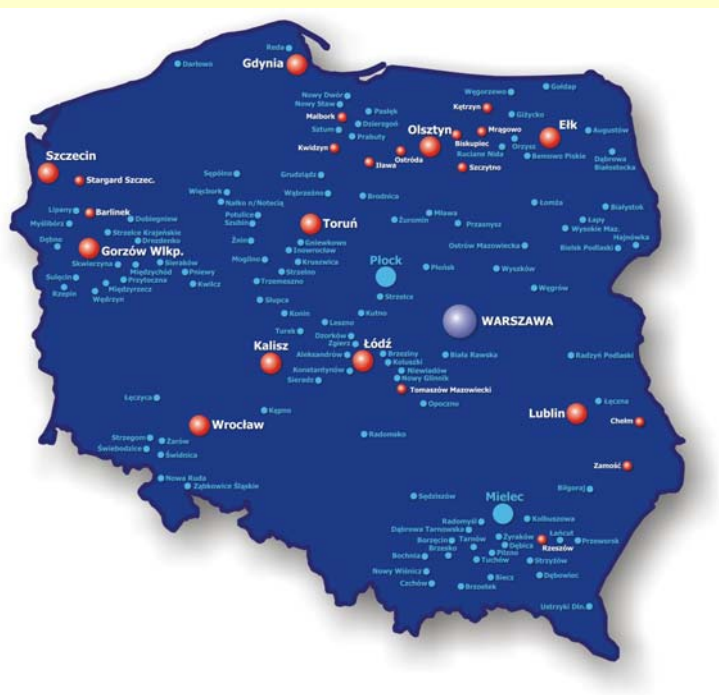 Reda
Darłowo
Gdynia
Nowy Dwór
Nowy Staw
Malbork
Sztum
Kwidzyn
Pasłęk
Dzierzgoń
Prakuty
Iława
Ostróda
Olsztyn
Węgorzewo
Gołdap
Kętrzyn
Giżycko
Mrągowo
Biskupiec
Ełk
Augustów
Orzysz
Ruciane Nida
Bemowo Piskie
Dąbrowa
Białostocka
Szczytno
Szczecin
Stargard Szczec.
Sępólno
Grudziądz
Więcbork
Wąbrzeźno
Brodnica
Nakło n/Notecią
Lipany
Barlinek
Dobiegniew
Potulice
Szubin
Toruń
Żuromin
Mława
Przasnysz
Łomża
Białystok
Łapy
Wysokie Maz.
Hajnówka
Bielsk Podlaski
Myślibórz
Strzelce Krajeńskie
Drezdenko
Dębno
Gorzów Wlkp.
Żnin
Gniewkowo
Inowrocław
Kruszwica
Mogilno
Ostrów Mazowiecka
Skwierzyna
Sieraków
Międzychód
Pniewy
Strzelno
Płock
Płońsk
Wyszków
Sulęcin
Przytoczna
Kwilcz
Trzemeszno
Rzepin
Międzyrzecz
Wędrzyn
Węgrów
Słupca
Strzelce
Konin
Kutno
Leszno
WARSZAWA
Turek
Ozorków
Zgierz
Kalisz
Łódź
Aleksandrów
Brzeziny
Koluszki
Biała Rawska
Radzyń Podlaski
Konstantynów
Niewiadów
Nowy Glinnik
Sieradz
Tomaszów Mazowiecki
Łęczyca
Opoczno
Łęczna
Kępno
Lublin
Chełm
Wrocław
Radomsko
Strzegom
Żarów
Świebodzice
Świdnica
Zamość
Nowa Ruda
Ząbkowice Śląskie
Sędziszów
Mielec
Biłgoraj
Radomyśl
Kolbuszowa
Dąbrowa Tarnowska
Borzęcin
Tarnów
Żyraków
Łańcut
Brzesko
Dębica
Przeworsk
Bochnia
Pilzno
Rzeszów
Tuchów
Strzyżów
Nowy Wiśnicz
Biecz
Dębowiec
Czchów
Brzostek
Ustrzyki Dln.